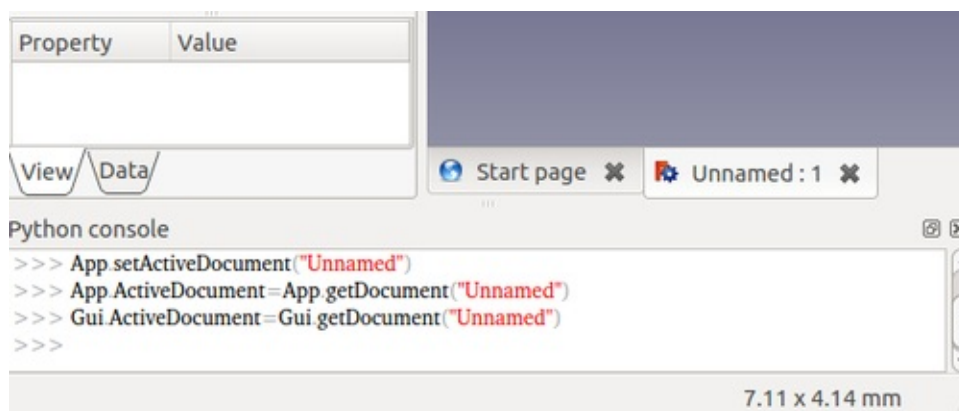 Property Value
View Data
Start page Unnamed : 1
Python console
>>> App.setActiveDocument("Unnamed")
>>> App.ActiveDocument=App.getDocument("Unnamed")
>>> Gui.ActiveDocument=Gui.getDocument("Unnamed")
>>>
7.11 x 4.14 mm